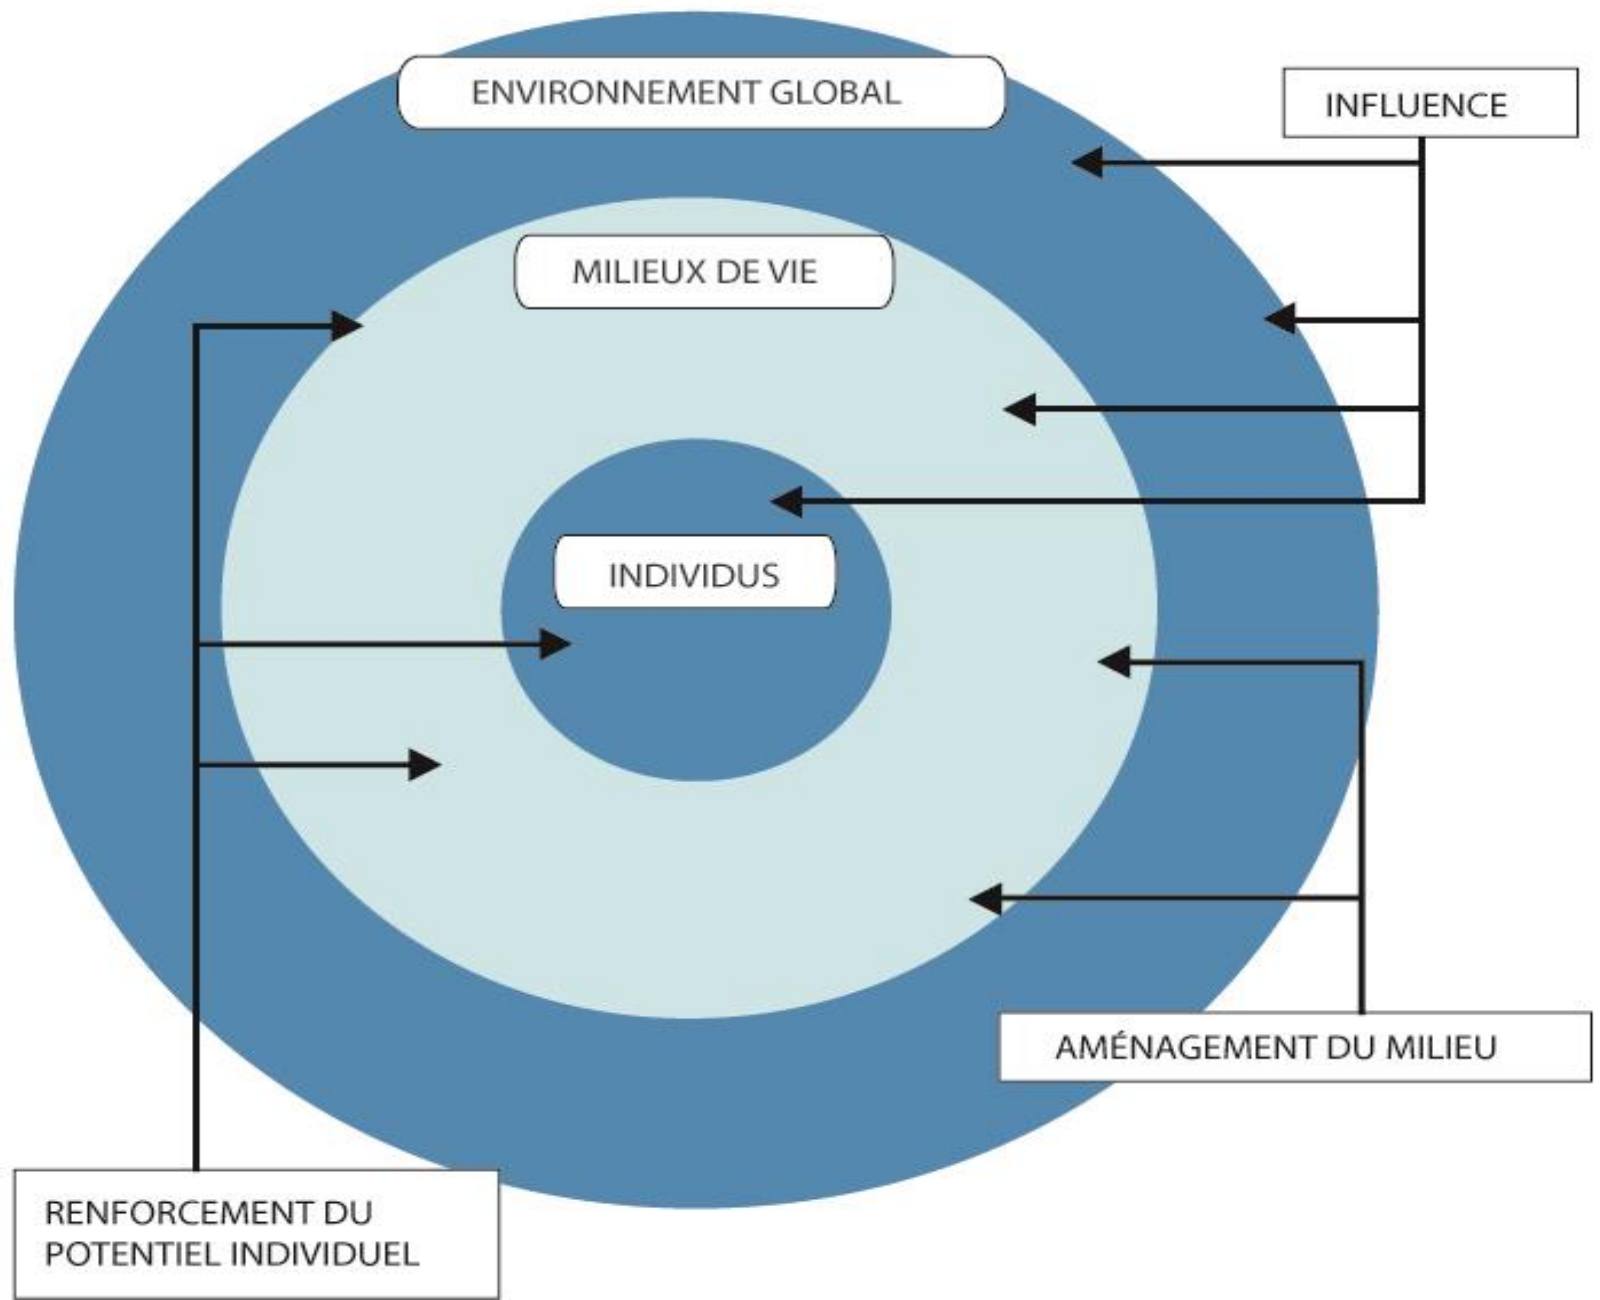 ENVIRONNEMENT GLOBAL
INFLUENCE
MILIEUX DE VIE
INDIVIDUS
AMÉNAGEMENT DU MILIEU
RENFORCEMENT DU
POTENTIEL INDIVIDUEL